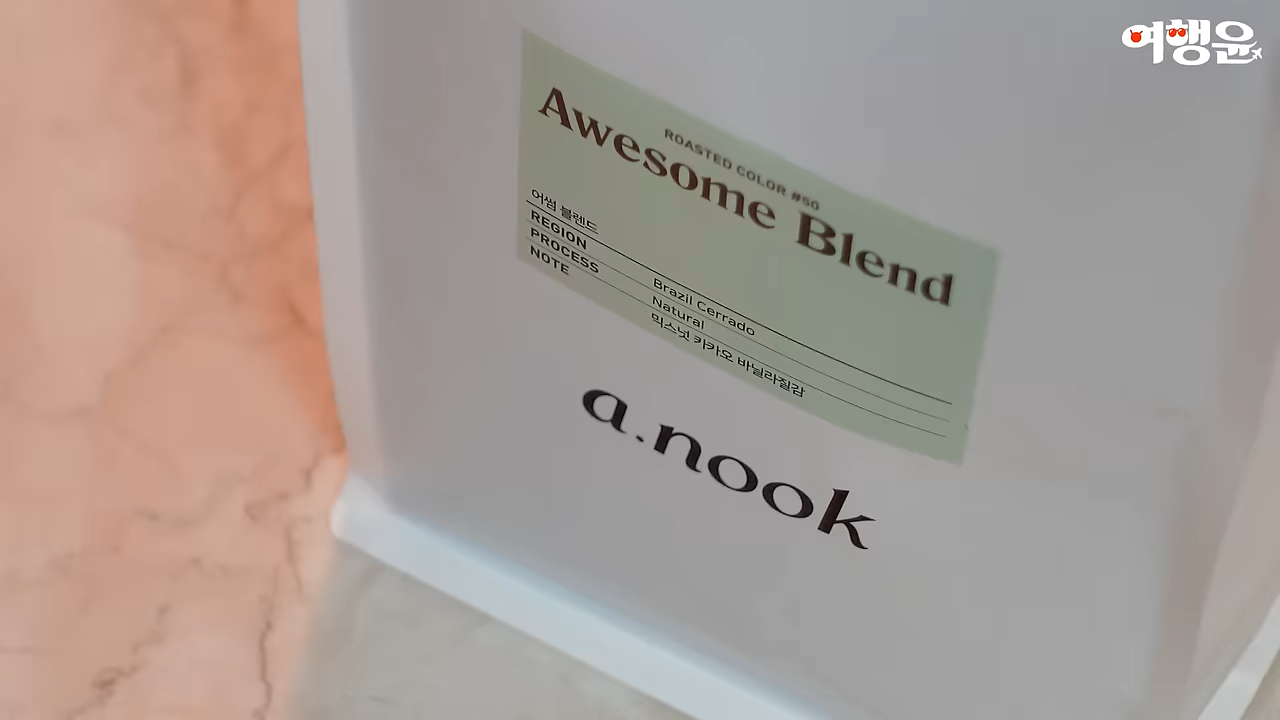 여행윤
ROASTED COLOR #50
Awesome Blend
어썸 블렌드
REGION Brazil Cerrado
PROCESS Natural
NOTE 믹스넛 카카오 바닐라질감
a.nook